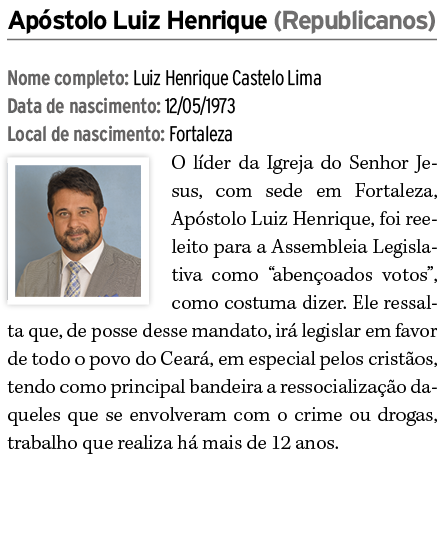 Apóstolo Luiz Henrique (Republicanos)
Nome completo: Luiz Henrique Castelo Lima
Data de nascimento: 12/05/1973
Local de nascimento: Fortaleza
O líder da Igreja do Senhor Je-
sus, com sede em Fortaleza,
Apóstolo Luiz Henrique, foi ree-
leito para a Assembleia Legisla-
tiva como “abençoados votos”,
como costuma dizer. Ele ressal-
ta que, de posse desse mandato, irá legislar em favor
de todo o povo do Ceará, em especial pelos cristãos,
tendo como principal bandeira a ressocialização da-
queles que se envolveram com o crime ou drogas,
trabalho que realiza há mais de 12 anos.